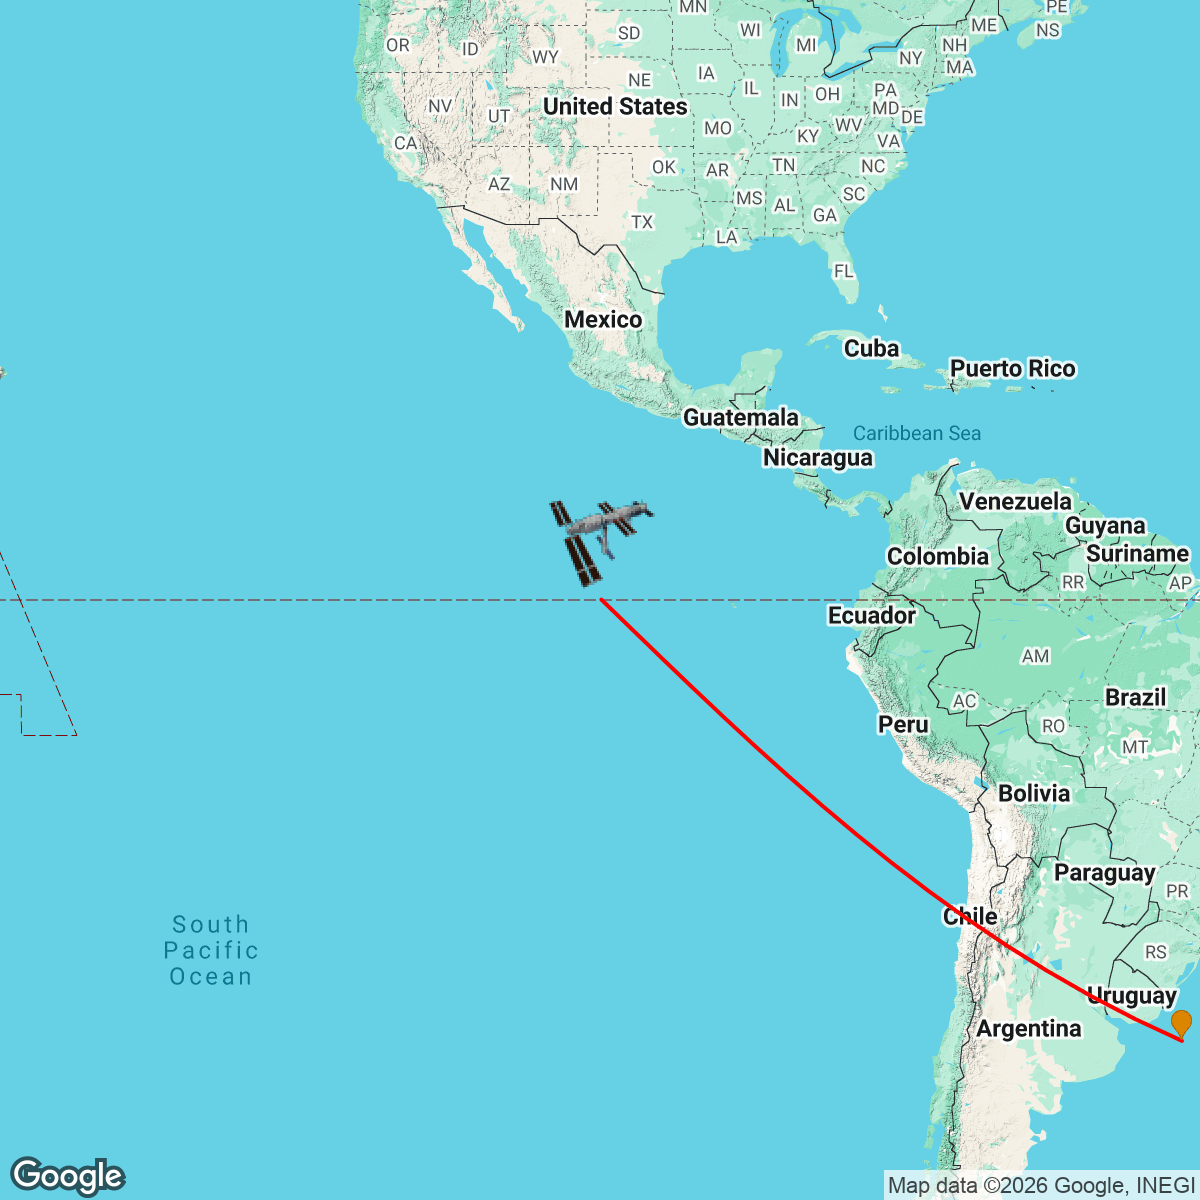 MN
PE
OR
ID
WY
SD
WI
MI
ME
NS
NH
NY
MA
NE
IA
IL
IN
OH
PA
MD
DE
NV
UT
United States
MO
KY
WV
VA
CA
AZ
NM
OK
AR
TN
NC
MS
AL
SC
GA
TX
LA
FL
Mexico
Cuba
Puerto Rico
Guatemala
Caribbean Sea
Nicaragua
Venezuela
Guyana
Colombia
Suriname
RR
AP
Ecuador
AM
AC
Brazil
Peru
RO
MT
Bolivia
Paraguay
PR
Chile
South
Pacific
Ocean
RS
Uruguay
Argentina
Google
Map data ©2026 Google, INEGI